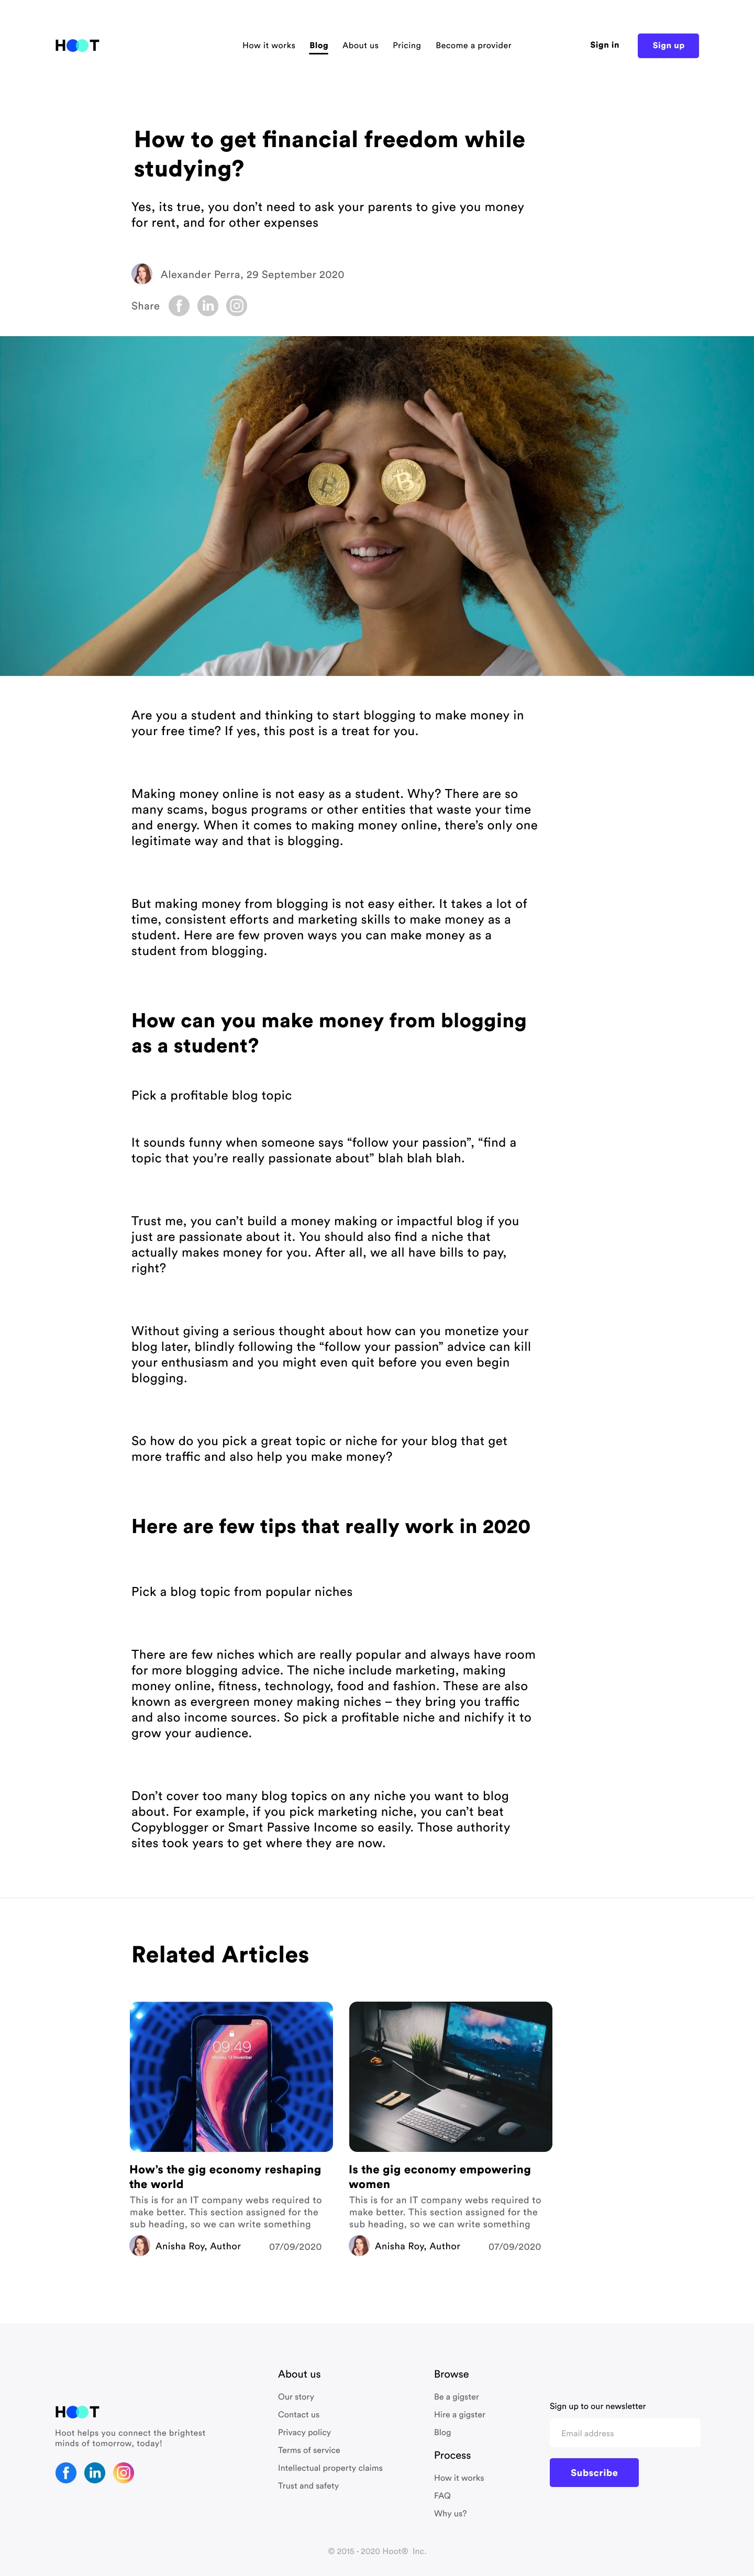 HOOT
How it works Blog About us Pricing Become a provider Sign in Sign up
How to get financial freedom while
studying?
Yes, its true, you don’t need to ask your parents to give you money
for rent, and for other expenses
Alexander Perra, 29 September 2020
Share
Are you a student and thinking to start blogging to make money in
your free time? If yes, this post is a treat for you.
Making money online is not easy as a student. Why? There are so
many scams, bogus programs or other entities that waste your time
and energy. When it comes to making money online, there’s only one
legitimate way and that is blogging.
But making money from blogging is not easy either. It takes a lot of
time, consistent efforts and marketing skills to make money as a
student. Here are few proven ways you can make money as a
student from blogging.
How can you make money from blogging
as a student?
Pick a profitable blog topic
It sounds funny when someone says “follow your passion”, “find a
topic that you’re really passionate about” blah blah blah.
Trust me, you can’t build a money making or impactful blog if you
just are passionate about it. You should also find a niche that
actually makes money for you. After all, we all have bills to pay,
right?
Without giving a serious thought about how can you monetize your
blog later, blindly following the “follow your passion” advice can kill
your enthusiasm and you might even quit before you even begin
blogging.
So how do you pick a great topic or niche for your blog that get
more traffic and also help you make money?
Here are few tips that really work in 2020
Pick a blog topic from popular niches
There are few niches which are really popular and always have room
for more blogging advice. The niche include marketing, making
money online, fitness, technology, food and fashion. These are also
known as evergreen money making niches – they bring you traffic
and also income sources. So pick a profitable niche and nichify it to
grow your audience.
Don’t cover too many blog topics on any niche you want to blog
about. For example, if you pick marketing niche, you can’t beat
Copyblogger or Smart Passive Income so easily. Those authority
sites took years to get where they are now.
Related Articles
09:49
How’s the gig economy reshaping
the world
This is for an IT company webs required to
make better. This section assigned for the
sub heading, so we can write something
Anisha Roy, Author 07/09/2020
Is the gig economy empowering
women
This is for an IT company webs required to
make better. This section assigned for the
sub heading, so we can write something
Anisha Roy, Author 07/09/2020
HOOT
Hoot helps you connect the brightest
minds of tomorrow, today!
About us
Our story
Contact us
Privacy policy
Terms of service
Intellectual property claims
Trust and safety
Browse
Be a gigster
Hire a gigster
Blog
Process
How it works
FAQ
Why us?
Sign up to our newsletter
Email address
Subscribe
© 2015 - 2020 Hoot® Inc.